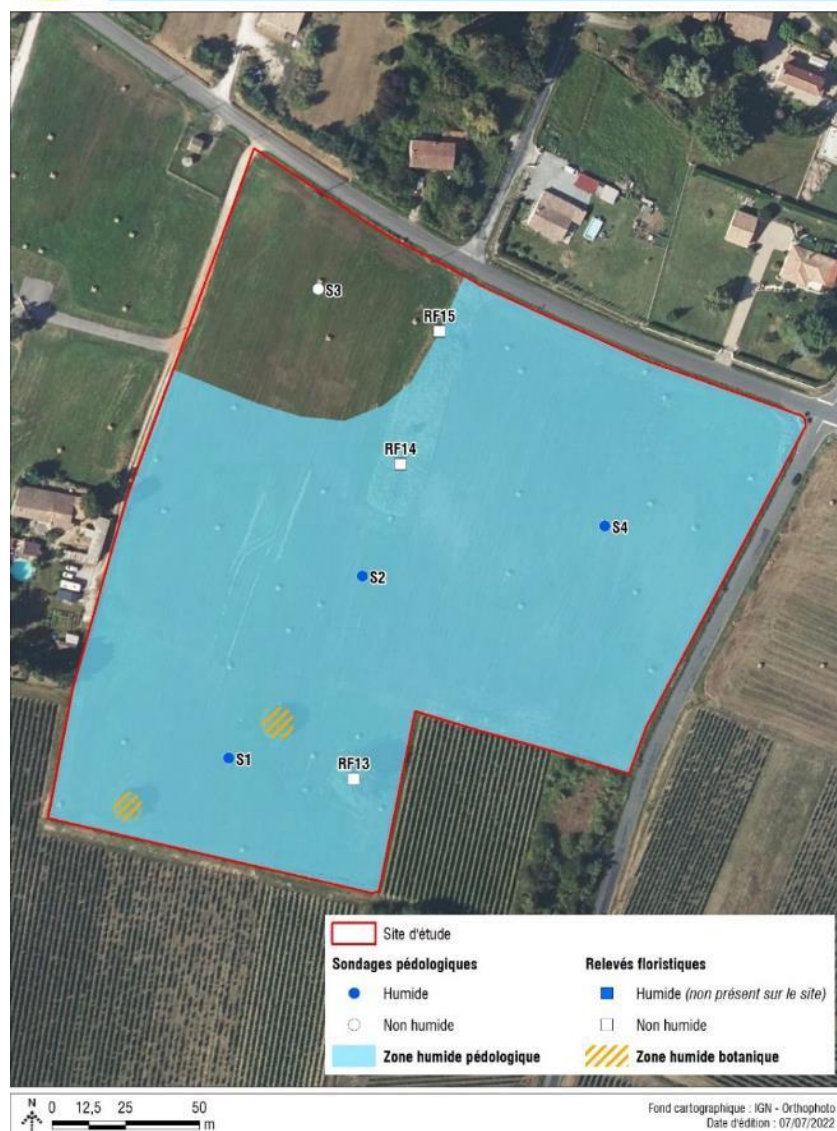 S3
RF15
RF14
S4
S2
S1
RF13
Site d'étude
Sondages pédologiques
Relevés floristiques
Humide
Humide (non présent sur le site)
Non humide
Non humide
Zone humide pédologique
Zone humide botanique
N
0 12,5 25 50
m
Fond cartographique : IGN - Orthophoto
Date d'édition : 07/07/2022